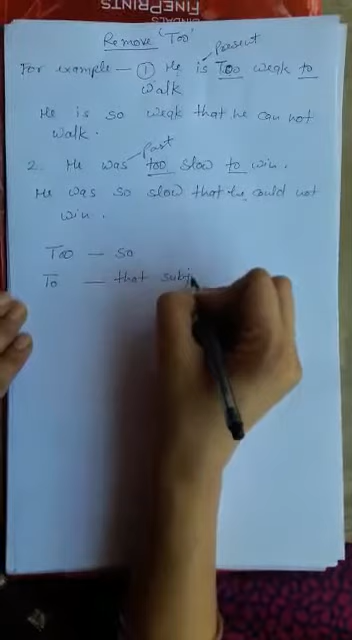 FINEPRINTS
Remove 'Too'
Present
For example — ① He is Too weak to
walk
He is so weak that he can not
walk.
Past
2. He was too slow to win.
He was so slow that he could not
win.
Too — so
To — that subj